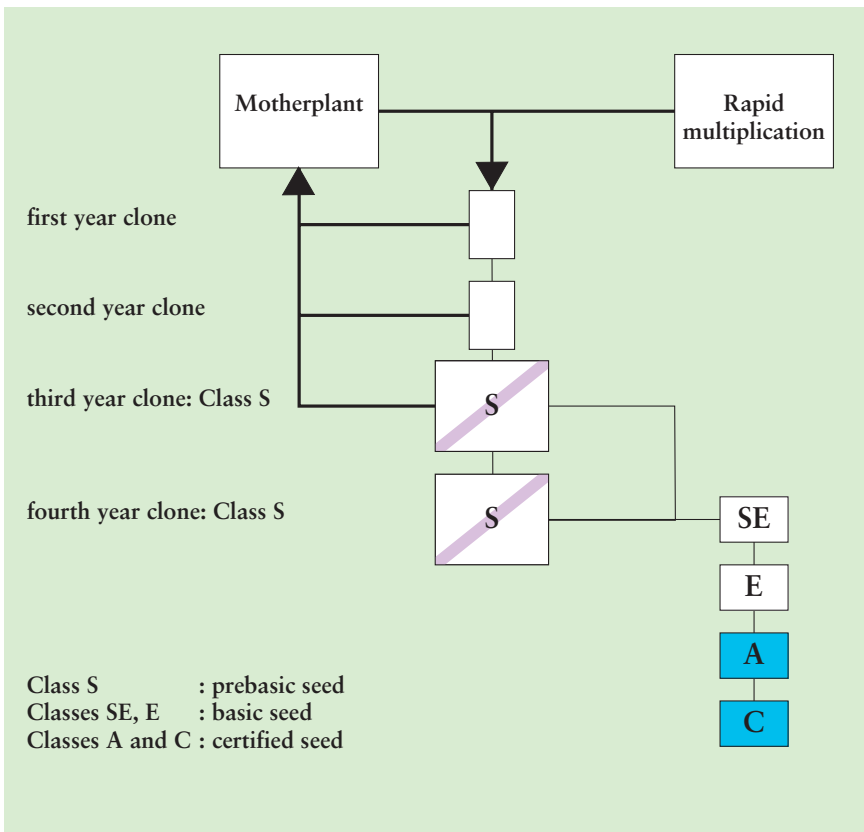 Motherplant
Rapid
multiplication
first year clone
second year clone
third year clone: Class S
S
fourth year clone: Class S
S
SE
E
A
C
Class S : prebasic seed
Classes SE, E : basic seed
Classes A and C : certified seed